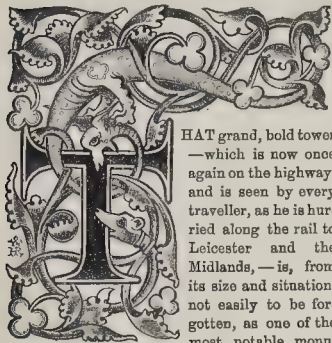 THAT grand, bold tower
—which is now once
again on the highway
and is seen by every
traveller, as he is hur
ried along the rail to
Leicester and the
Midlands,—is, from
its size and situation
not easily to be for
gotten, as one of the
most notable